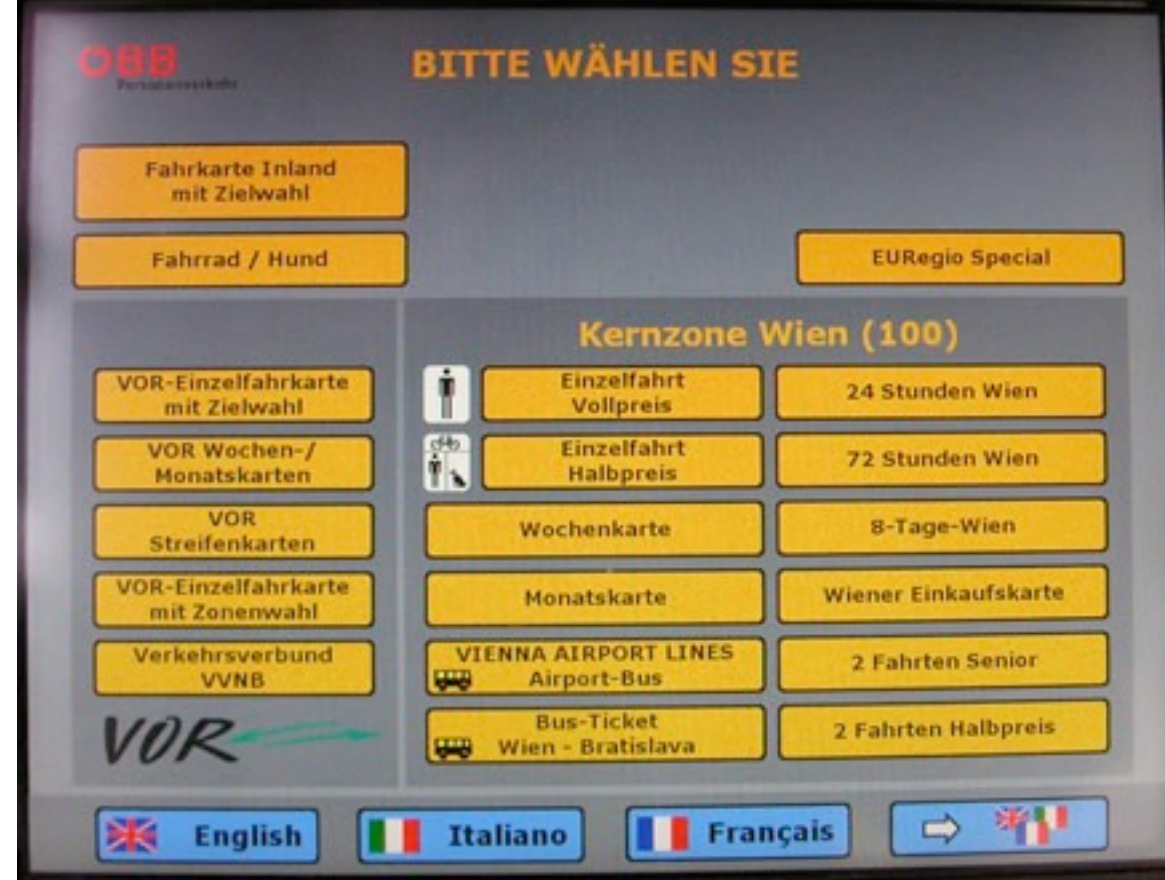 ÖBB
Personenverkehr
BITTE WÄHLEN SIE
Fahrkarte Inland
mit Zielwahl
Fahrrad / Hund
EURegio Special
Kernzone Wien (100)
VOR-Einzelfahrkarte
mit Zielwahl
VOR Wochen-/
Monatskarten
VOR
Streifenkarten
VOR-Einzelfahrkarte
mit Zonenwahl
Verkehrsverbund
VVNB
VOR
Einzelfahrt
Vollpreis
Einzelfahrt
Halbpreis
Wochenkarte
Monatskarte
VIENNA AIRPORT LINES
Airport-Bus
Bus-Ticket
Wien - Bratislava
24 Stunden Wien
72 Stunden Wien
8-Tage-Wien
Wiener Einkaufskarte
2 Fahrten Senior
2 Fahrten Halbpreis
English
Italiano
Français